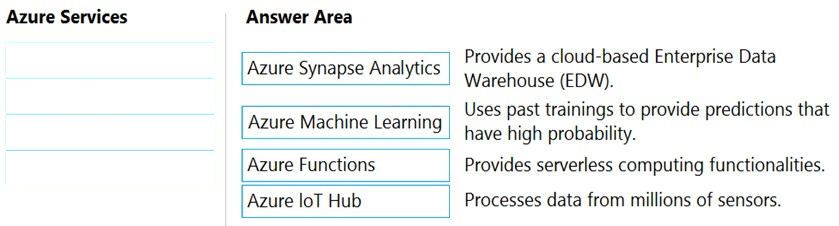 Azure Services
Answer Area
Azure Synapse Analytics
Provides a cloud-based Enterprise Data
Warehouse (EDW).
Azure Machine Learning
Uses past trainings to provide predictions that
have high probability.
Azure Functions
Provides serverless computing functionalities.
Azure IoT Hub
Processes data from millions of sensors.